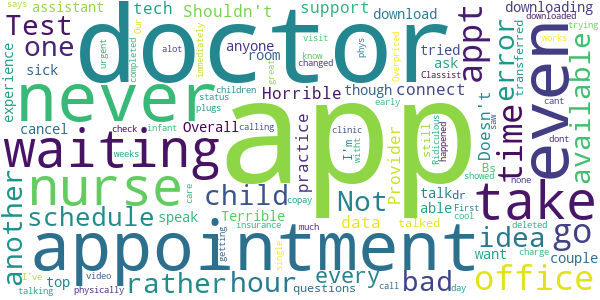 says
assistant
tech
Our
support
Shouldn't
download
downloading
downloaded
trying
works
Test
one
urgent
alot
completed
immediately
doctor
anyone
room
visit
know
great
changed
Overpriced
tried
ask
appt
error
transferred
experience
sick
never
children
status
plugs
Horrible
though
connect
Classist
phys
early
even
available
cancel
check
infant
Overall
calling
practice
I'm
clinic
witht
app
still
Ridiculous
happened
time
Doesn't
saw
cant
dont
waiting
weeks
nurse
care
child
copay
Not
Provider
talk
dr
able
Bs
none
showed
First
cool
take
another
schedule
speak
Terrible
insurance
data
talked
idea
deleted
go
getting
single
much
want
charge
couple
appointment
I've
top
video
talking
physically
rather
hour
questions
every
call
bad
day
office